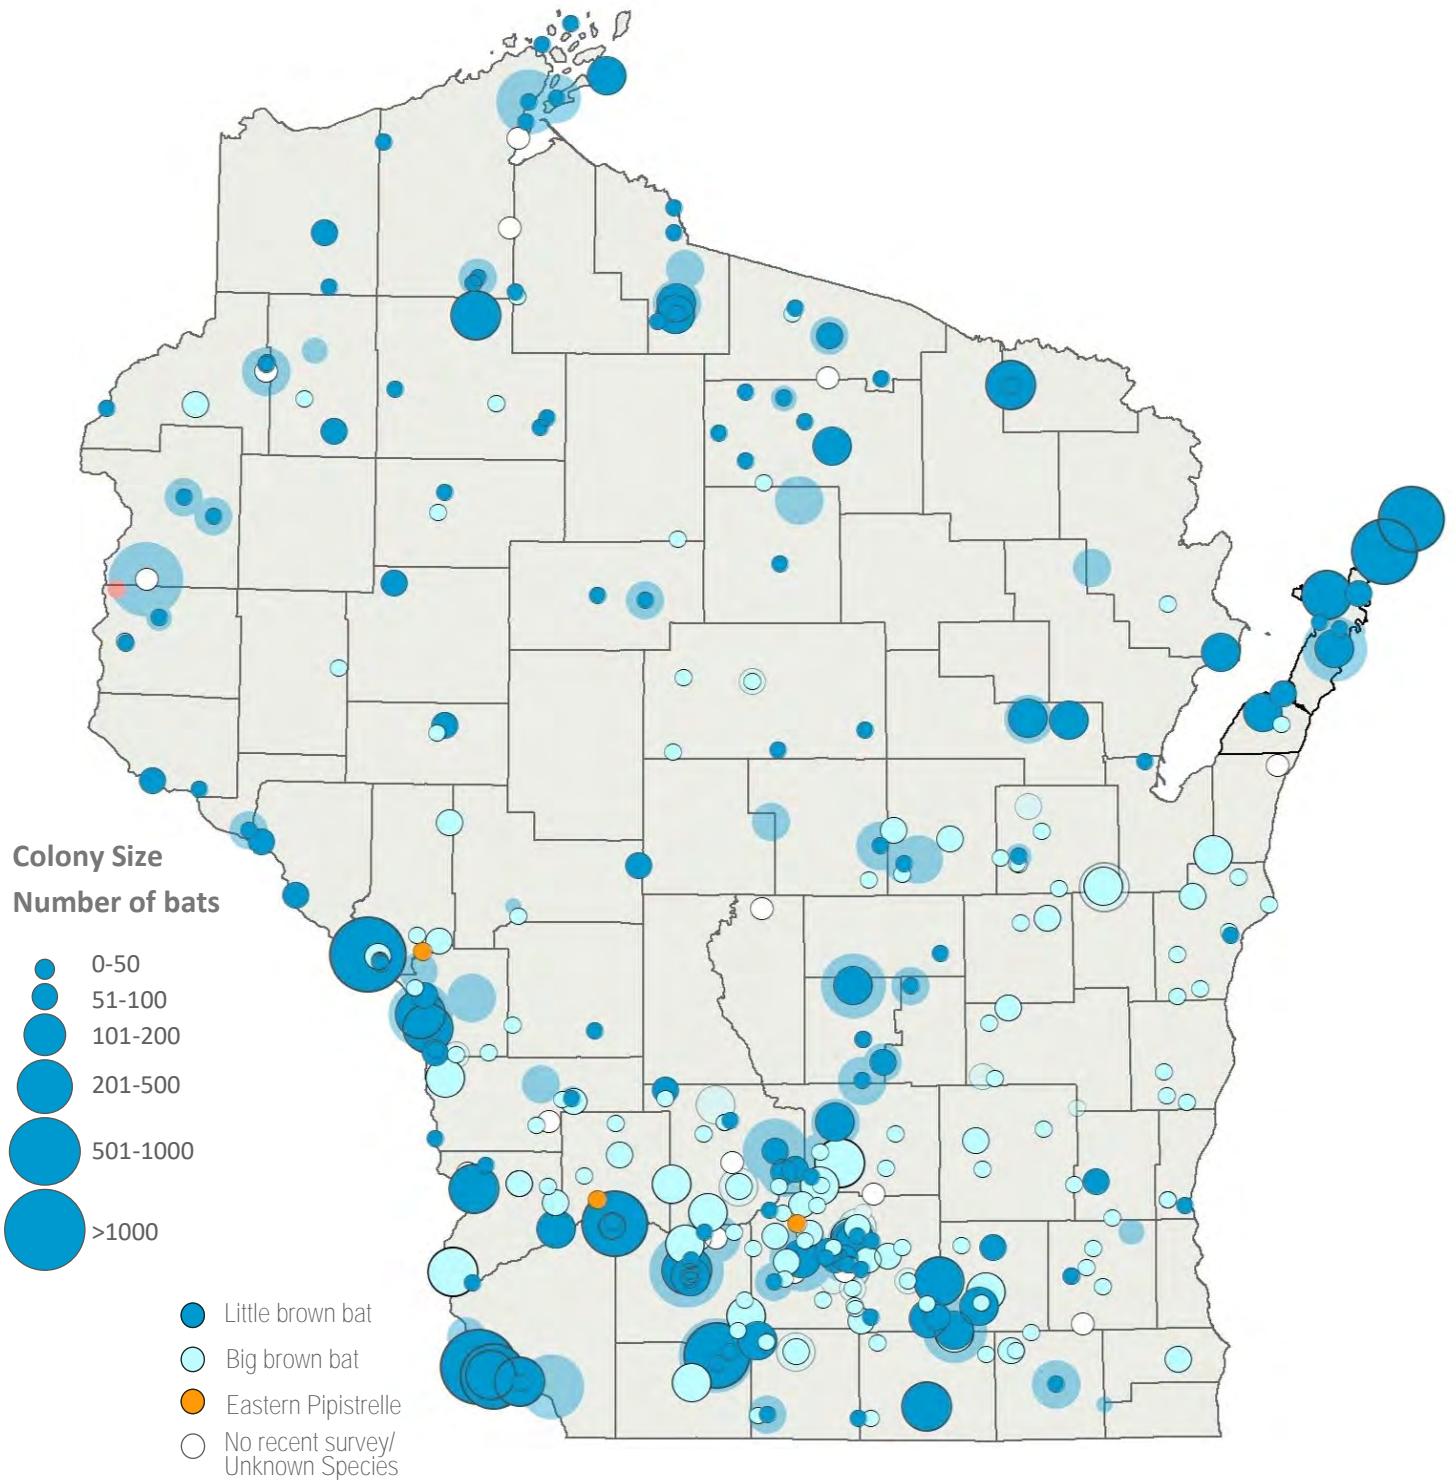 Colony Size
Number of bats
0-50
51-100
101-200
201-500
501-1000
>1000
Little brown bat
Big brown bat
Eastern Pipistrelle
No recent survey/
Unknown Species